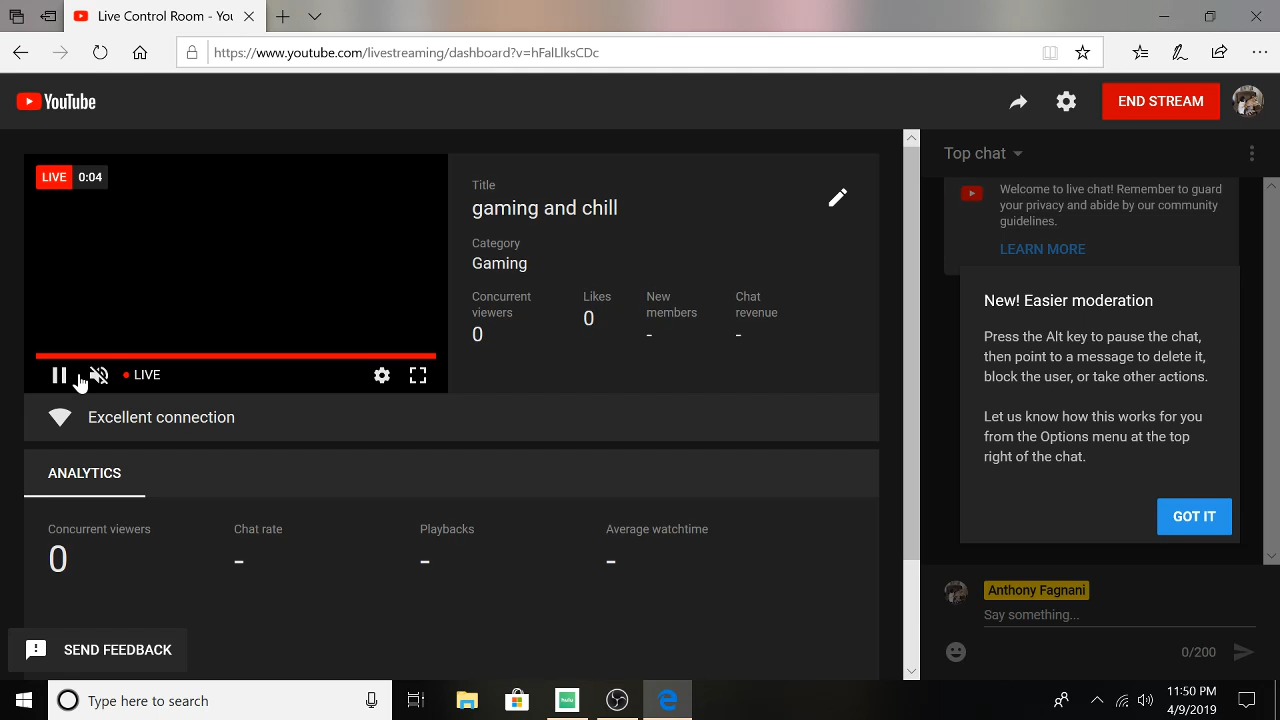 Live Control Room - You
https://www.youtube.com/livestreaming/dashboard?v=hFalLlksCDc
YouTube
END STREAM
LIVE 0:04
LIVE
Title
gaming and chill
Category
Gaming
Concurrent
viewers
0
Likes
0
New
members
-
Chat
revenue
-
Excellent connection
ANALYTICS
Concurrent viewers
0
Chat rate
-
Playbacks
-
Average watchtime
-
SEND FEEDBACK
Top chat
Welcome to live chat! Remember to guard
your privacy and abide by our community
guidelines.
LEARN MORE
New! Easier moderation
Press the Alt key to pause the chat,
then point to a message to delete it,
block the user, or take other actions.
Let us know how this works for you
from the Options menu at the top
right of the chat.
GOT IT
Anthony Fagnani
Say something...
0/200
Type here to search
hulu
11:50 PM
4/9/2019